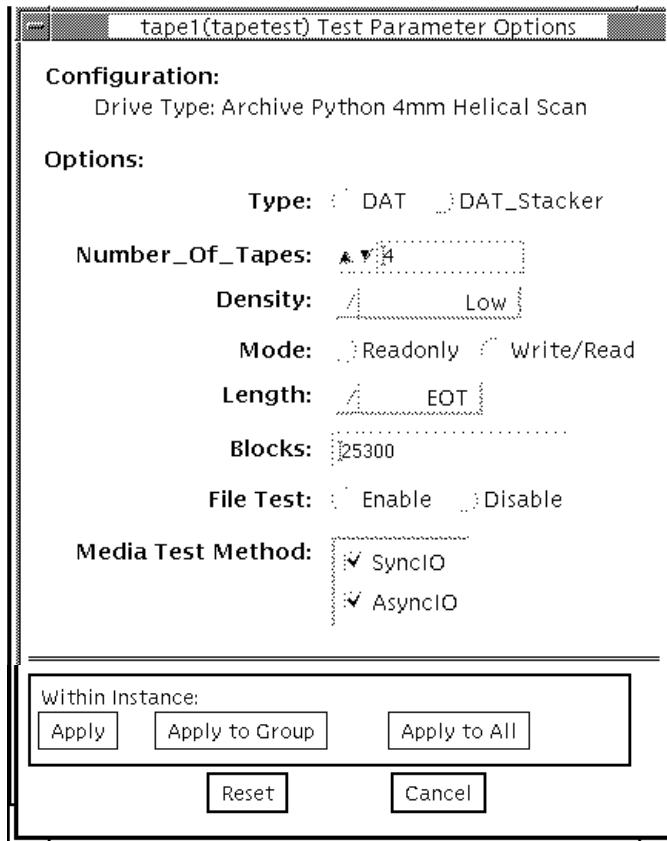 tape1(tapetest) Test Parameter Options
Configuration:
Drive Type: Archive Python 4mm Helical Scan
Options:
Type: DAT DAT_Stacker
Number_Of_Tapes: 4
Density: Low
Mode: Readonly Write/Read
Length: EOT
Blocks: 25300
File Test: Enable Disable
Media Test Method: SyncIO
AsyncIO
Within Instance:
Apply Apply to Group Apply to All
Reset Cancel